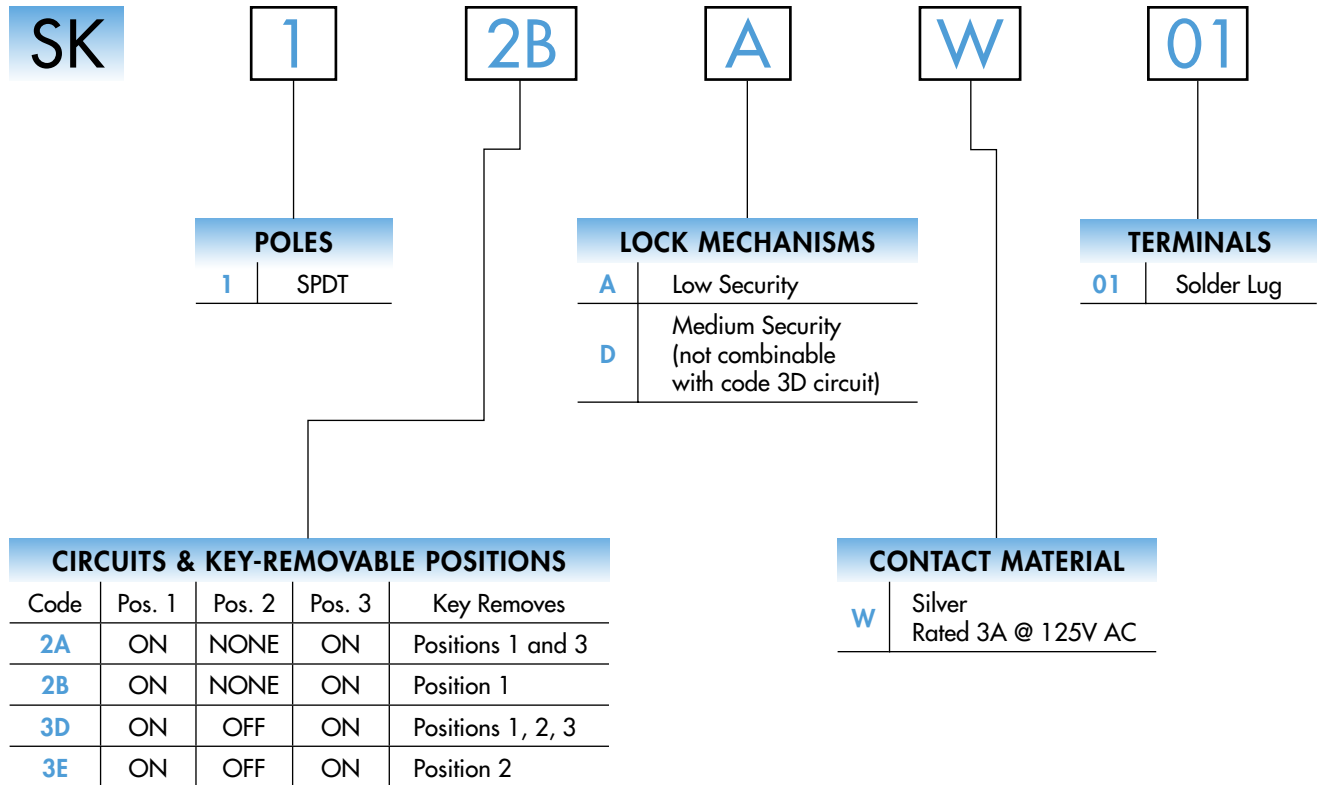 SK 1 2B A W 01
POLES
1 SPDT
LOCK MECHANISMS
A Low Security
D Medium Security
(not combinable
with code 3D circuit)
TERMINALS
01 Solder Lug
CIRCUITS & KEY-REMOVABLE POSITIONS
Code Pos. 1 Pos. 2 Pos. 3 Key Removes
2A ON NONE ON Positions 1 and 3
2B ON NONE ON Position 1
3D ON OFF ON Positions 1, 2, 3
3E ON OFF ON Position 2
CONTACT MATERIAL
W Silver
Rated 3A @ 125V AC